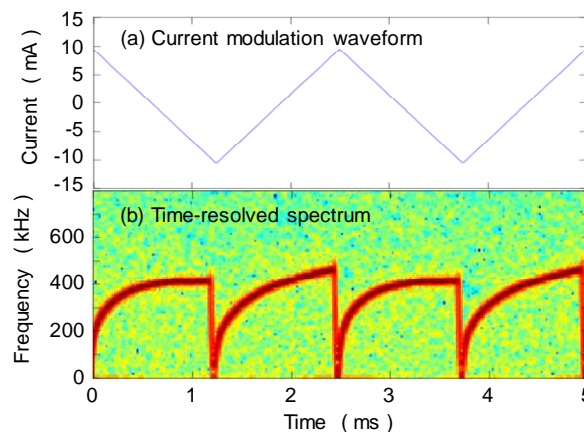 (a) Current modulation waveform
Current ( mA )
15
10
5
0
-5
-10
-15
(b) Time-resolved spectrum
Frequency ( kHz )
600
400
200
0
0 1 2 3 4 5
Time ( ms )